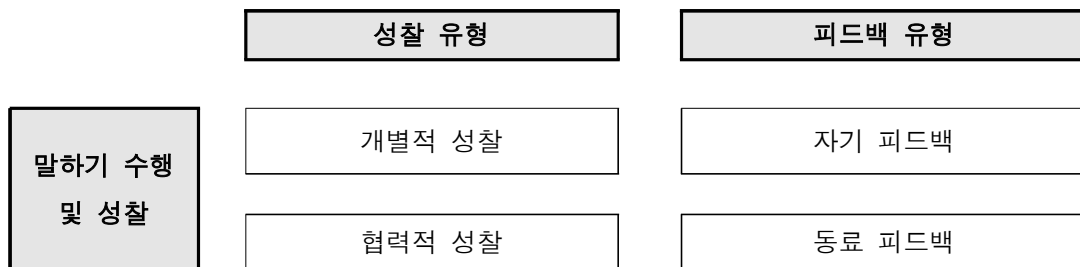 성찰 유형
피드백 유형
말하기 수행
및 성찰
개별적 성찰
자기 피드백
협력적 성찰
동료 피드백